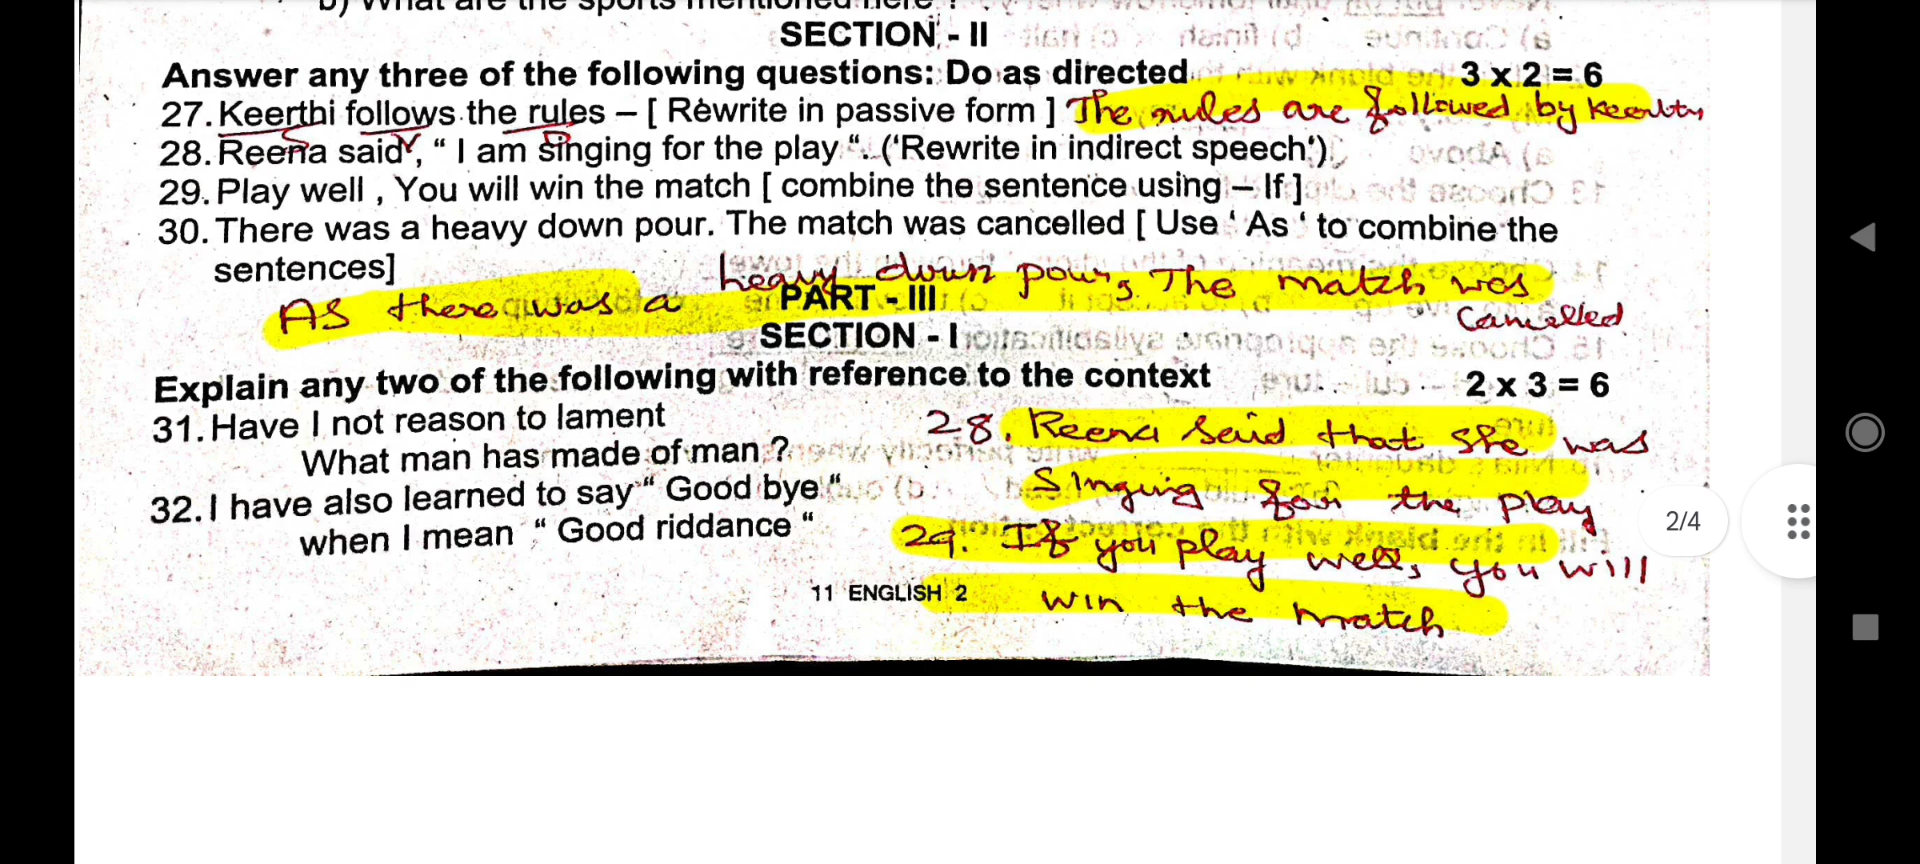 b) What are the sports mentioned here ?
SECTION - II
Answer any three of the following questions: Do as directed 3 x 2 = 6
27. Keerthi follows the rules – [ Rewrite in passive form ] The rules are followed by Keerthy
28. Reena said, “ I am singing for the play “. ('Rewrite in indirect speech')
29. Play well , You will win the match [ combine the sentence using – If ]
30. There was a heavy down pour. The match was cancelled [ Use ‘ As ‘ to combine the
sentences]
As there was a heavy down pour, The match was
cancelled
PART - III
SECTION - I
Explain any two of the following with reference to the context 2 x 3 = 6
31. Have I not reason to lament
What man has made of man ?
32. I have also learned to say “ Good bye “
when I mean “ Good riddance “
28. Reena said that she was
singing for the play
29. If you play well, you will
win the match
11 ENGLISH 2
2/4